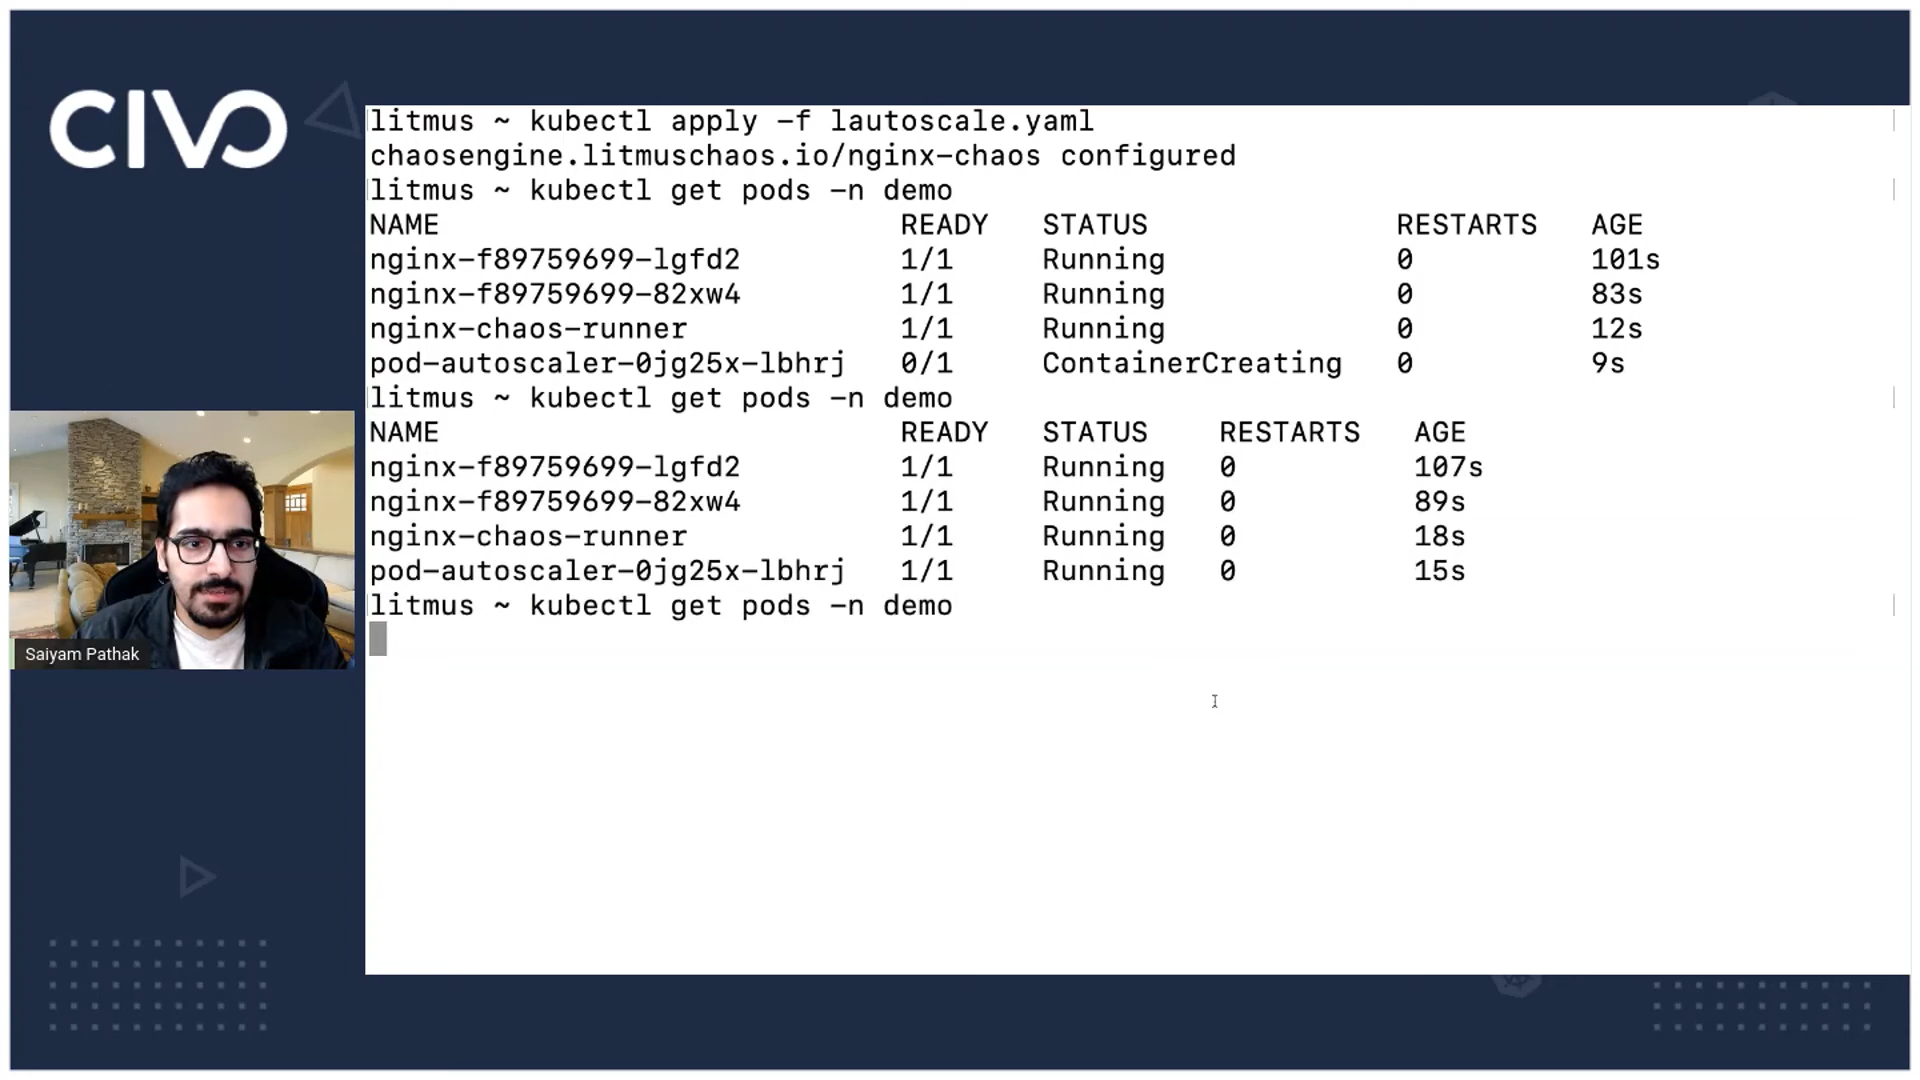 CIVO
litmus ~ kubectl apply -f lautoscale.yaml
chaosengine.litmuschaos.io/nginx-chaos configured
litmus ~ kubectl get pods -n demo
NAME READY STATUS RESTARTS AGE
nginx-f89759699-lgfd2 1/1 Running 0 101s
nginx-f89759699-82xw4 1/1 Running 0 83s
nginx-chaos-runner 1/1 Running 0 12s
pod-autoscaler-0jg25x-lbhrj 0/1 ContainerCreating 0 9s
litmus ~ kubectl get pods -n demo
NAME READY STATUS RESTARTS AGE
nginx-f89759699-lgfd2 1/1 Running 0 107s
nginx-f89759699-82xw4 1/1 Running 0 89s
nginx-chaos-runner 1/1 Running 0 18s
pod-autoscaler-0jg25x-lbhrj 1/1 Running 0 15s
litmus ~ kubectl get pods -n demo
Saiyam Pathak